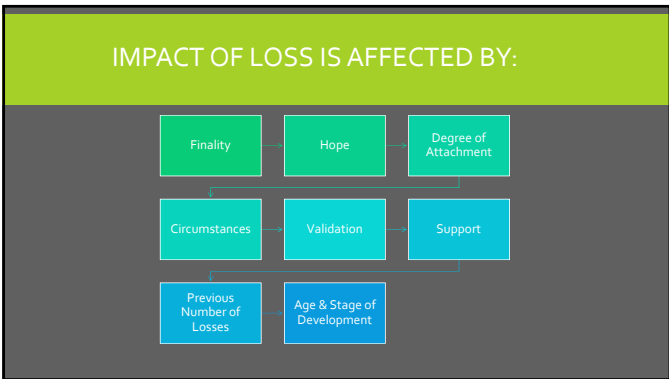 IMPACT OF LOSS IS AFFECTED BY:
Finality
Hope
Degree of
Attachment
Circumstances
Validation
Support
Previous
Number of
Losses
Age & Stage of
Development